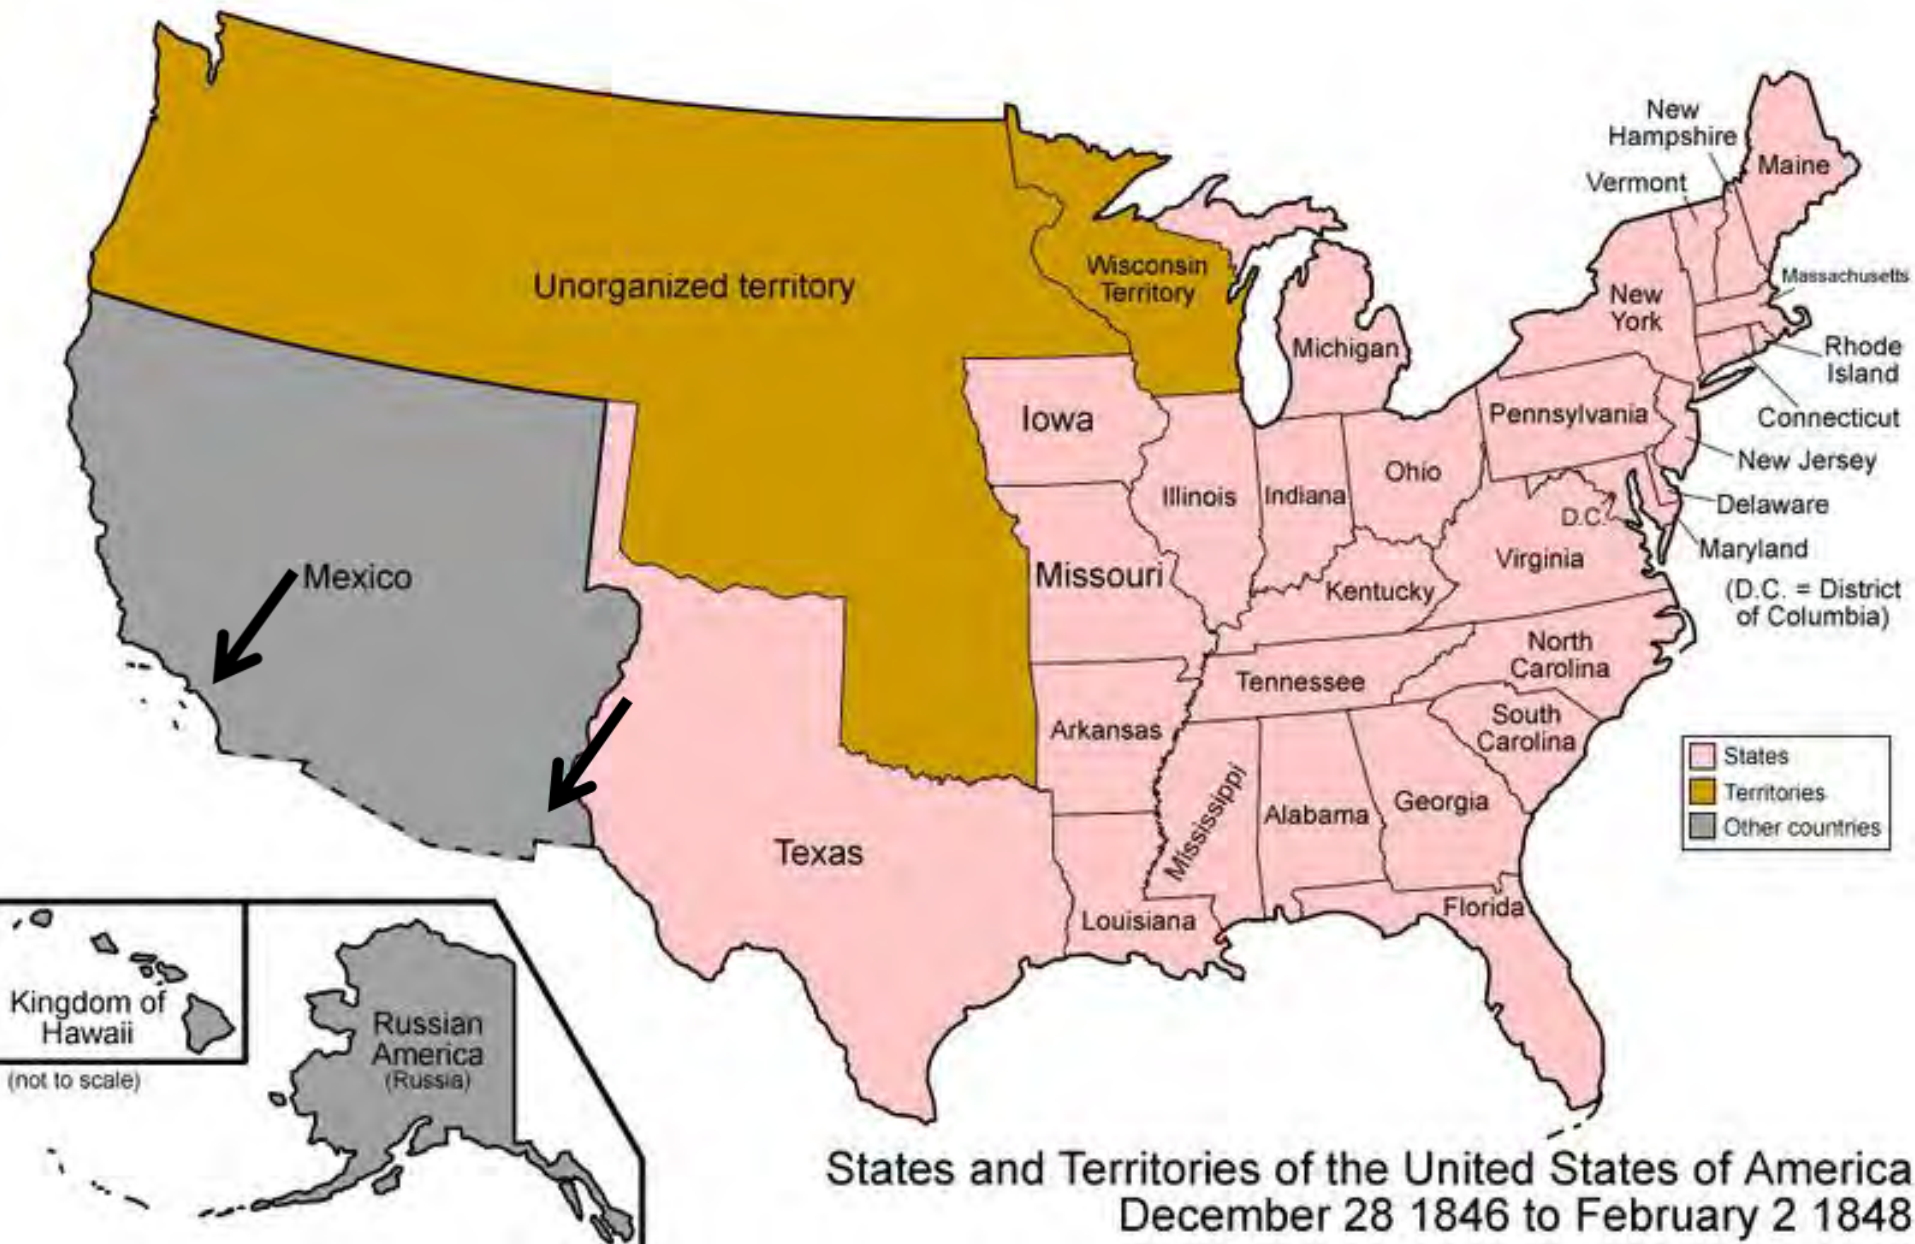 New
Hampshire
Maine
Vermont
Unorganized territory
Wisconsin
Territory
Massachusetts
New
York
Michigan
Rhode
Island
Iowa
Pennsylvania
Connecticut
New Jersey
Ohio
Illinois
Indiana
Delaware
D.C.
Maryland
Virginia
Mexico
Missouri
Kentucky
(D.C. = District
of Columbia)
North
Carolina
Tennessee
South
Carolina
Arkansas
States
Territories
Other countries
Mississippi
Alabama
Georgia
Texas
Louisiana
Florida
Kingdom of
Hawaii
(not to scale)
Russian
America
(Russia)
States and Territories of the United States of America
December 28 1846 to February 2 1848